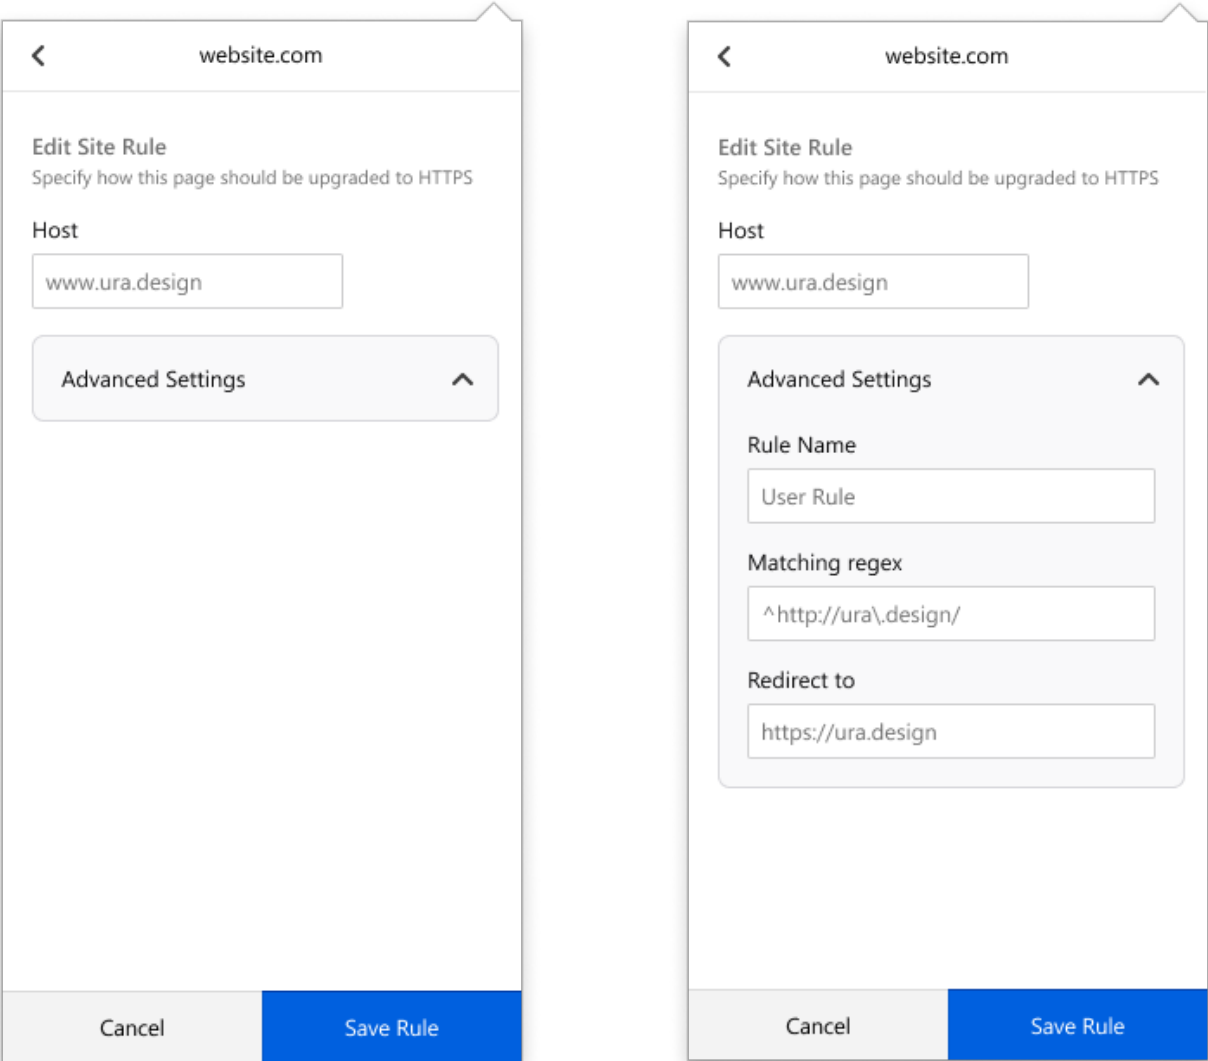 website.com
Edit Site Rule
Specify how this page should be upgraded to HTTPS
Host
www.ura.design
Advanced Settings
Cancel
Save Rule
website.com
Edit Site Rule
Specify how this page should be upgraded to HTTPS
Host
www.ura.design
Advanced Settings
Rule Name
User Rule
Matching regex
^http://ura\.design/
Redirect to
https://ura.design
Cancel
Save Rule